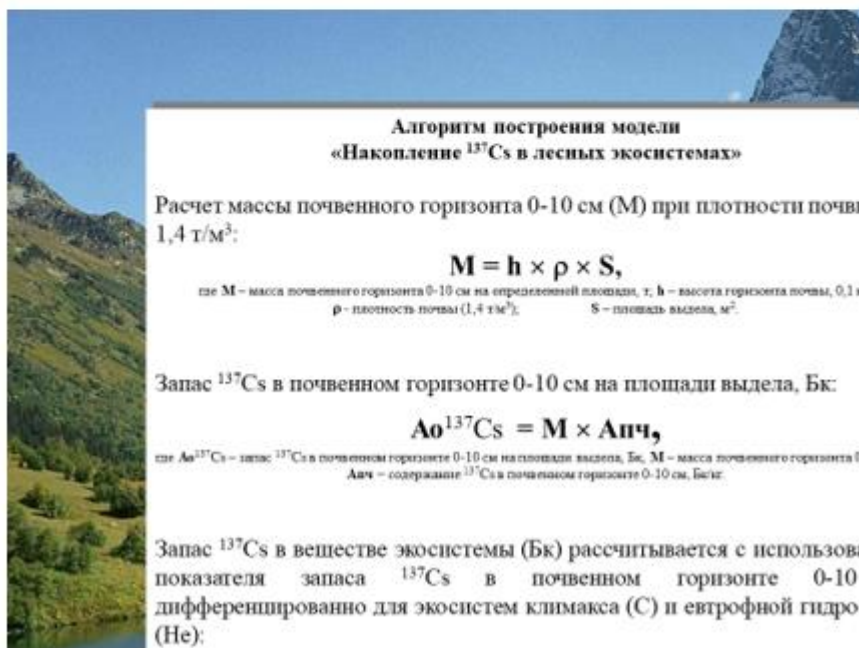 Алгоритм построения модели
«Накопление ¹³⁷Cs в лесных экосистемах»
Расчет массы почвенного горизонта 0-10 см (М) при плотности почвы
1,4 т/м³:
M = h × ρ × S,
где М – масса почвенного горизонта 0-10 см на определенной площади, т; h – высота горизонта почвы, 0,1
ρ - плотность почвы (1,4 т/м³); S – площадь выдела, м².
Запас ¹³⁷Cs в почвенном горизонте 0-10 см на площади выдела, Бк:
Ао¹³⁷Cs = М × Апч,
где Ао¹³⁷Cs – запас ¹³⁷Cs в почвенном горизонте 0-10 см на площади выдела, Бк, М – масса почвенного горизонта
Апч – содержание ¹³⁷Cs в почвенном горизонте 0-10 см, Бк/кг.
Запас ¹³⁷Cs в веществе экосистемы (Бк) рассчитывается с использова
показателя запаса ¹³⁷Cs в почвенном горизонте 0-10
дифференцированно для экосистем климакса (С) и евтрофной гидро
(Не):